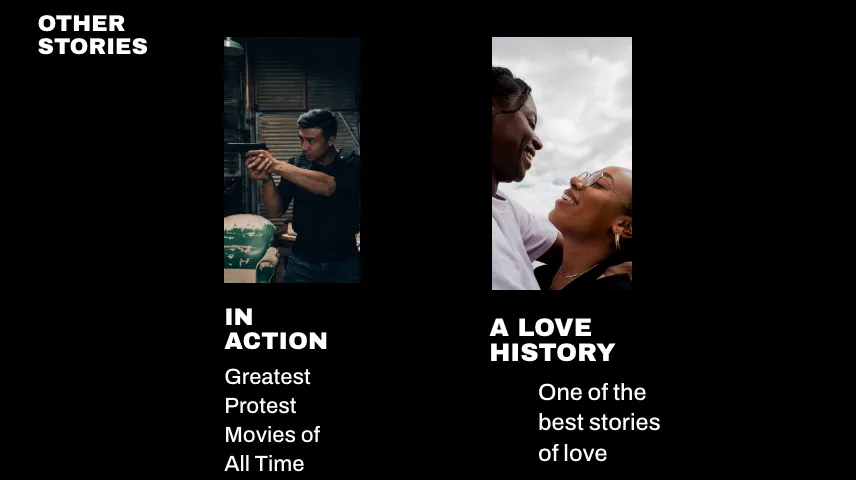 OTHER
STORIES
IN
ACTION
Greatest
Protest
Movies of
All Time
A LOVE
HISTORY
One of the
best stories
of love